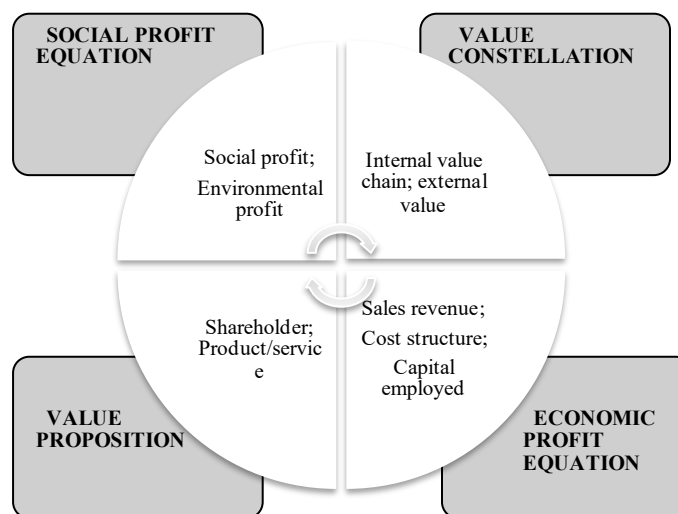 SOCIAL PROFIT
EQUATION
VALUE
CONSTELLATION
Social profit;
Environmental
profit
Internal value
chain; external
value
Shareholder;
Product/servic
e
Sales revenue;
Cost structure;
Capital
employed
VALUE
PROPOSITION
ECONOMIC
PROFIT
EQUATION